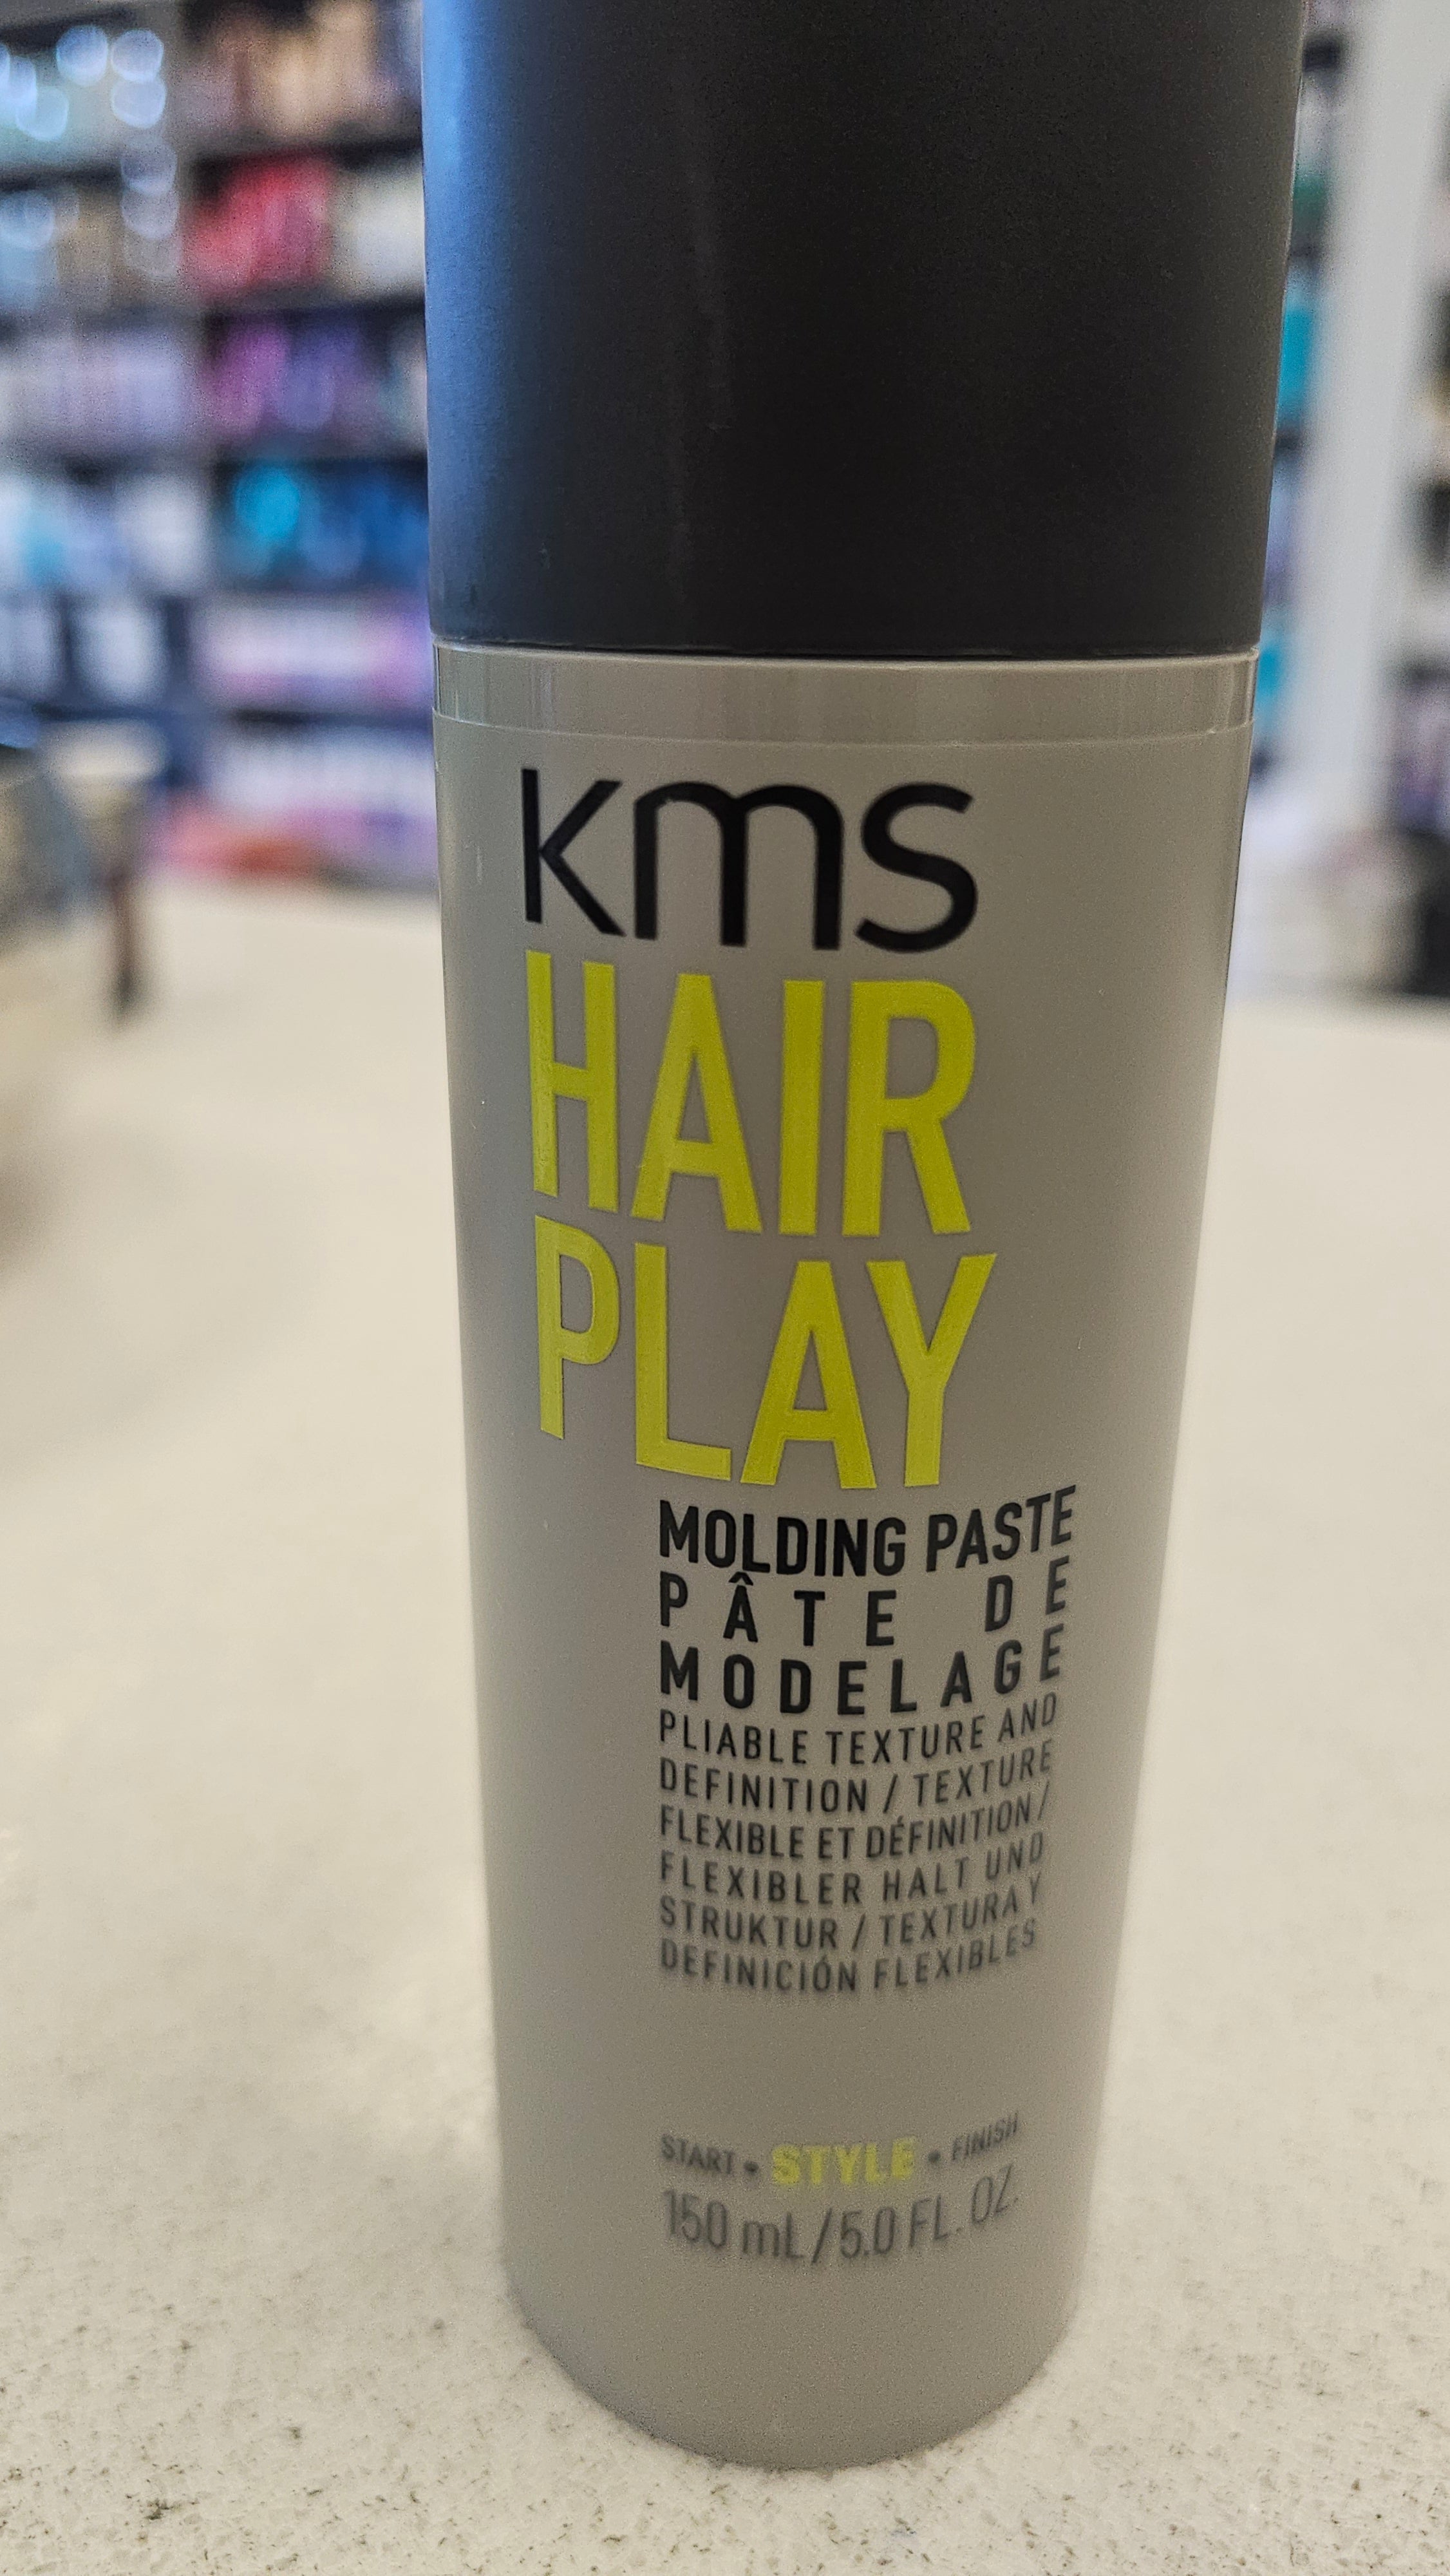 kms
HAIR
PLAY
MOLDING PASTE
PÂTE DE
MODELAGE
PLIABLE TEXTURE AND
DEFINITION / TEXTURE
FLEXIBLE ET DÉFINITION /
FLEXIBLER HALT UND
STRUKTUR / TEXTURA Y
DEFINICIÓN FLEXIBLES
START • STYLE • FINISH
150 mL / 5.0 FL. OZ.